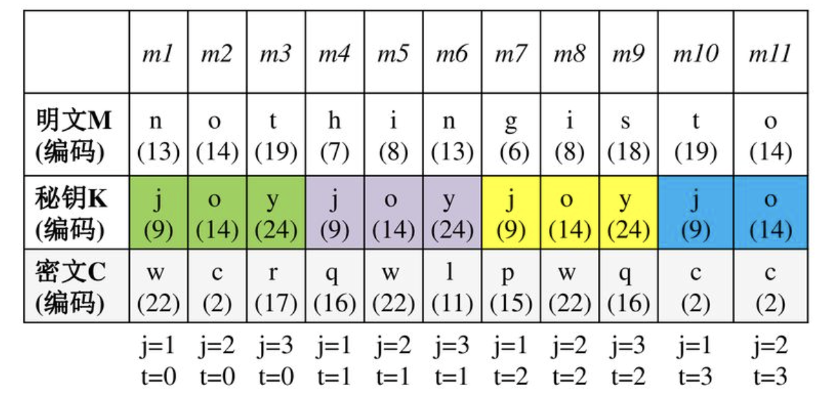 m1 m2 m3 m4 m5 m6 m7 m8 m9 m10 m11
明文M n o t h i n g i s t o
(编码) (13) (14) (19) (7) (8) (13) (6) (8) (18) (19) (14)
秘钥K j o y j o y j o y j o
(编码) (9) (14) (24) (9) (14) (24) (9) (14) (24) (9) (14)
密文C w c r q w l p w q c c
(编码) (22) (2) (17) (16) (22) (11) (15) (22) (16) (2) (2)
j=1 j=2 j=3 j=1 j=2 j=3 j=1 j=2 j=3 j=1 j=2
t=0 t=0 t=0 t=1 t=1 t=1 t=2 t=2 t=2 t=3 t=3